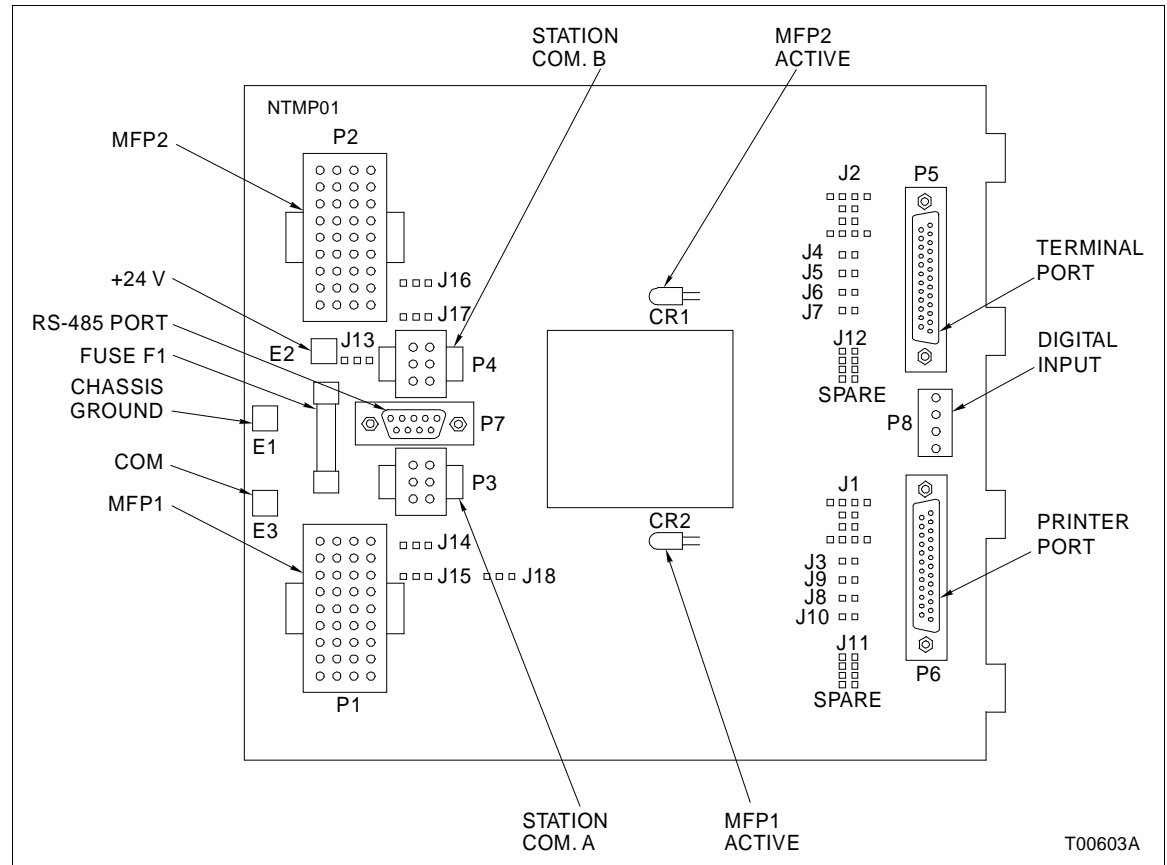 STATION
COM. B
MFP2
ACTIVE
NTMP01
MFP2
P2
J2
P5
J16
J4
J5
J6
J7
TERMINAL
PORT
+24 V
J17
CR1
RS-485 PORT
J13
E2
P4
J12
DIGITAL
INPUT
FUSE F1
SPARE
CHASSIS
GROUND
P7
P8
E1
COM
P3
J1
MFP1
E3
CR2
PRINTER
PORT
J14
J3
J15
J18
J9
J8
J10
J11
P1
SPARE
P6
STATION
COM. A
MFP1
ACTIVE
T00603A